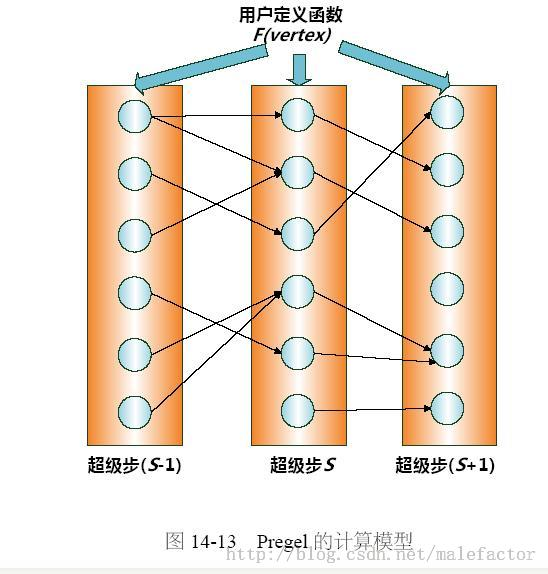 用户定义函数
F(vertex)
超级步(S-1)
超级步S
超级步(S+1)
图 14-13 Pregel 的计算模型
http://blog.csdn.net/malefactor